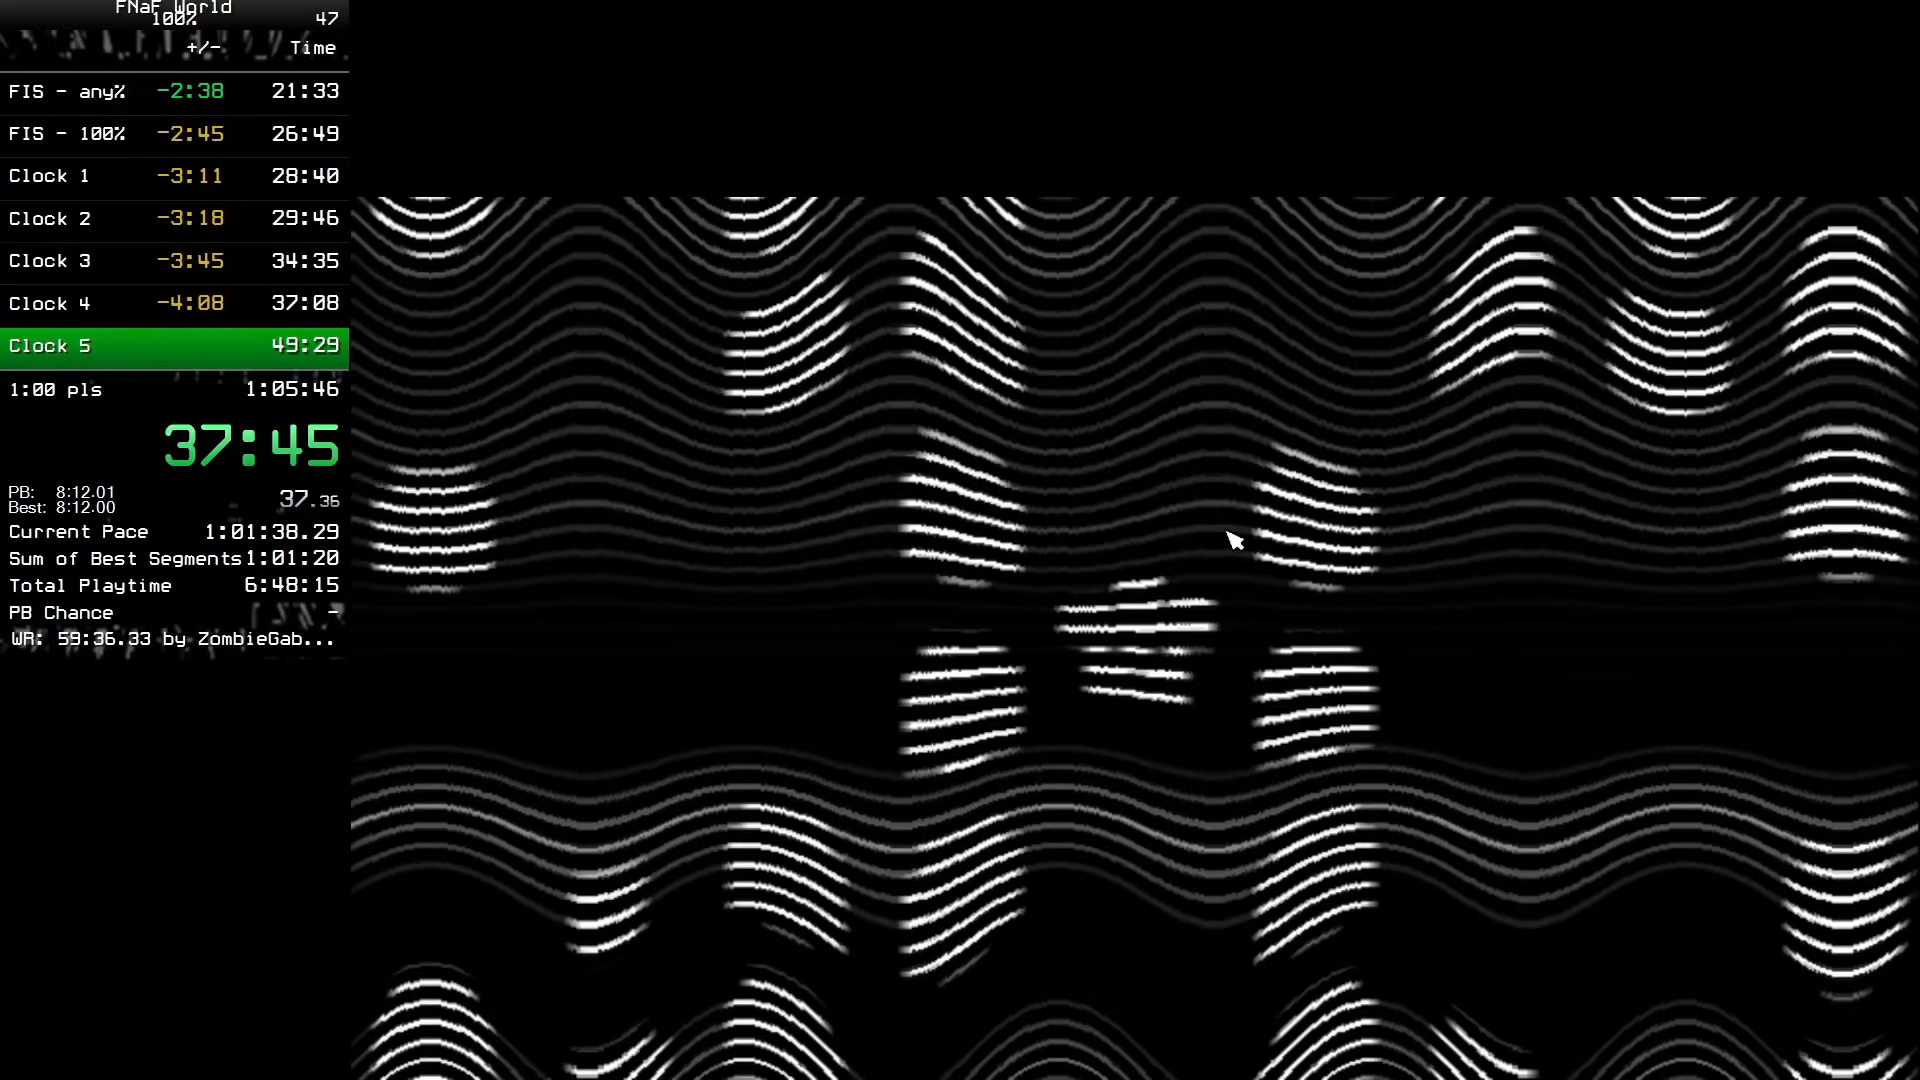 FNaF World
100% 47
+/- Time
FIS - any% -2:38 21:33
FIS - 100% -2:45 26:49
Clock 1 -3:11 28:40
Clock 2 -3:18 29:46
Clock 3 -3:45 34:35
Clock 4 -4:08 37:08
Clock 5 49:29
1:00 pls 1:05:46
37:45
PB: 8:12.01 37.36
Best: 8:12.00
Current Pace 1:01:38.29
Sum of Best Segments 1:01:20
Total Playtime 6:48:15
PB Chance -
WR: 59:36.33 by ZombieGab...